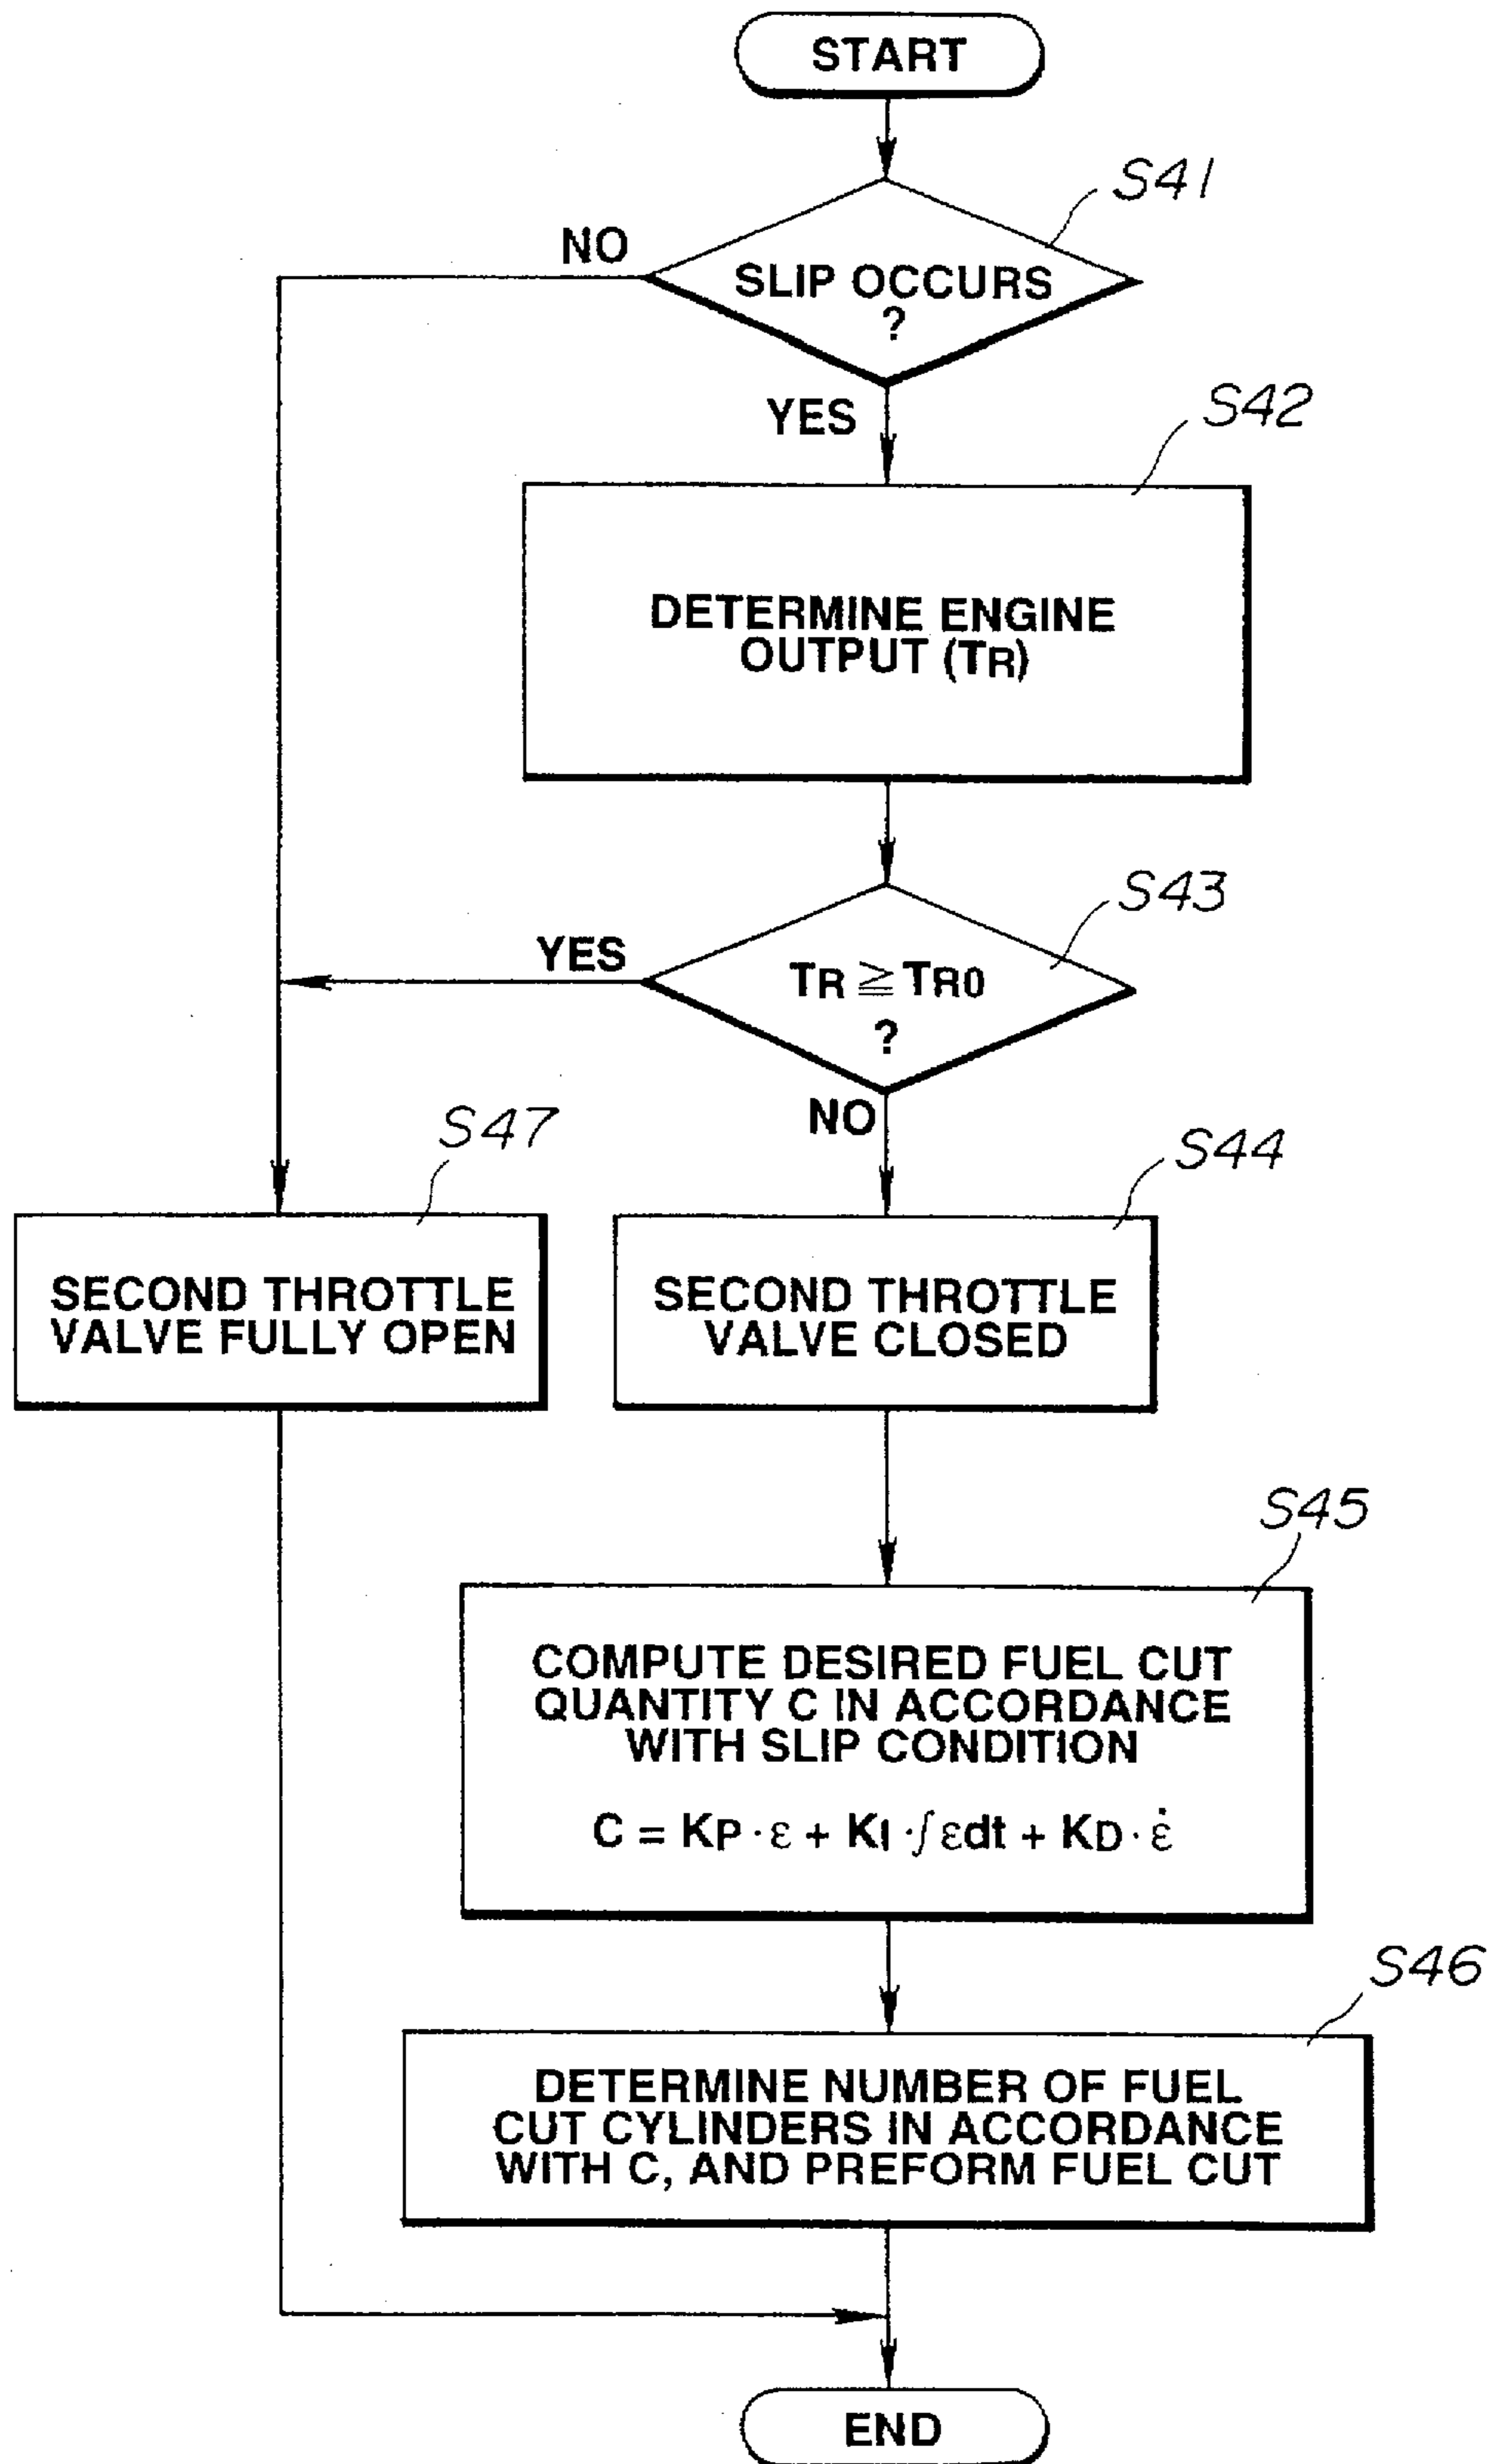 START
S41
NO
SLIP OCCURS
?
YES
S42
DETERMINE ENGINE
OUTPUT (TR)
S43
YES
TR ≧ TR0
?
NO
S47
S44
SECOND THROTTLE
VALVE FULLY OPEN
SECOND THROTTLE
VALVE CLOSED
S45
COMPUTE DESIRED FUEL CUT
QUANTITY C IN ACCORDANCE
WITH SLIP CONDITION
C = KP · ε + KI · ∫ εdt + KD · ε̇
S46
DETERMINE NUMBER OF FUEL
CUT CYLINDERS IN ACCORDANCE
WITH C, AND PREFORM FUEL CUT
END